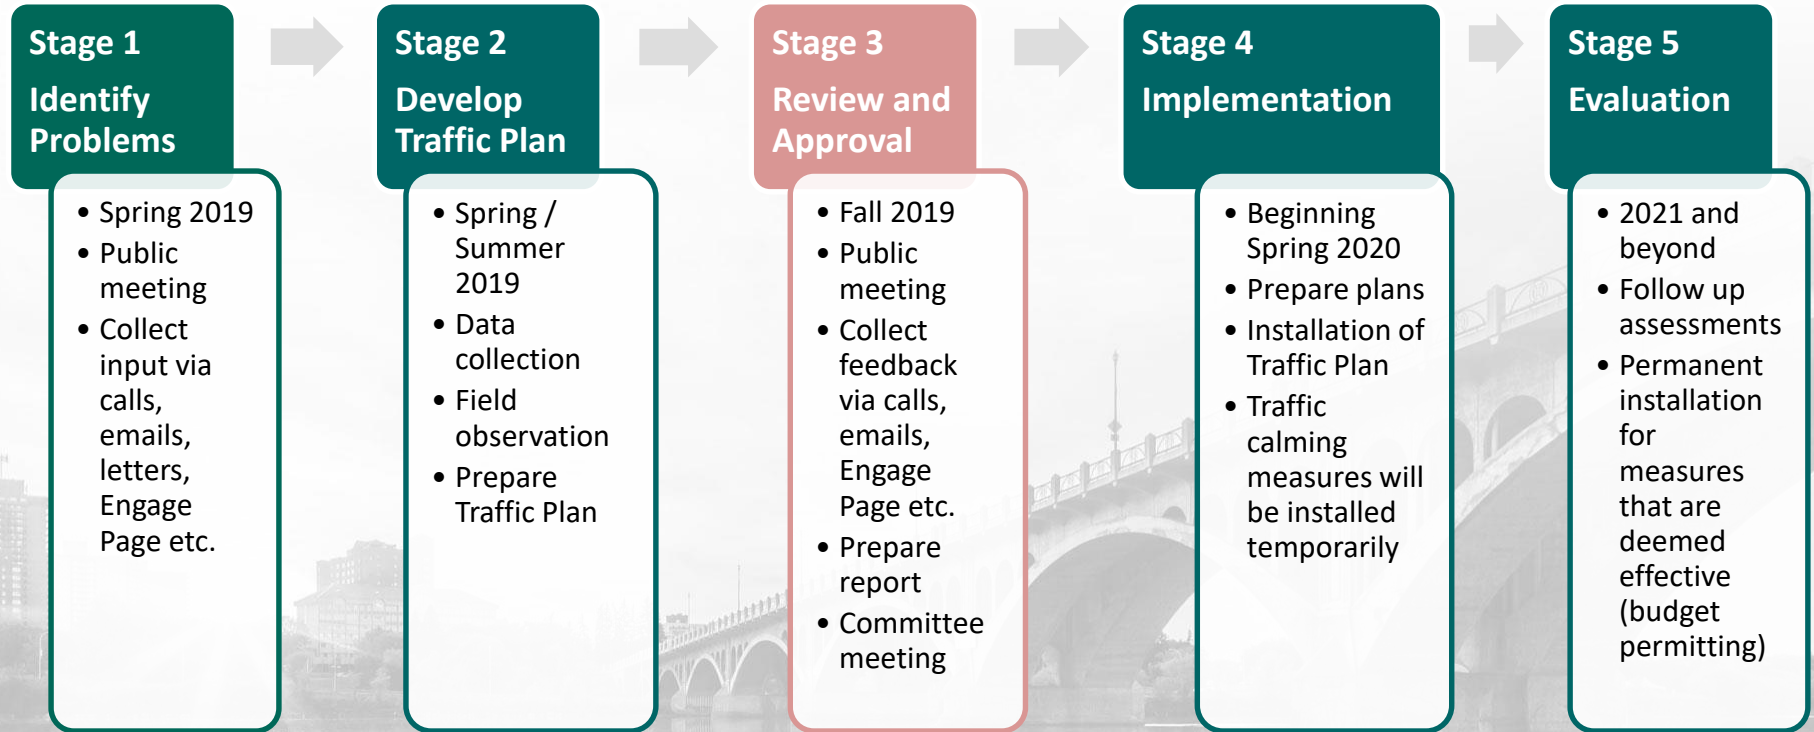 Stage 1
Identify
Problems
• Spring 2019
• Public
meeting
• Collect
input via
calls,
emails,
letters,
Engage
Page etc.
Stage 2
Develop
Traffic Plan
• Spring /
Summer
2019
• Data
collection
• Field
observation
• Prepare
Traffic Plan
Stage 3
Review and
Approval
• Fall 2019
• Public
meeting
• Collect
feedback
via calls,
emails,
Engage
Page etc.
• Prepare
report
• Committee
meeting
Stage 4
Implementation
• Beginning
Spring 2020
• Prepare plans
• Installation of
Traffic Plan
• Traffic
calming
measures will
be installed
temporarily
Stage 5
Evaluation
• 2021 and
beyond
• Follow up
assessments
• Permanent
installation
for
measures
that are
deemed
effective
(budget
permitting)